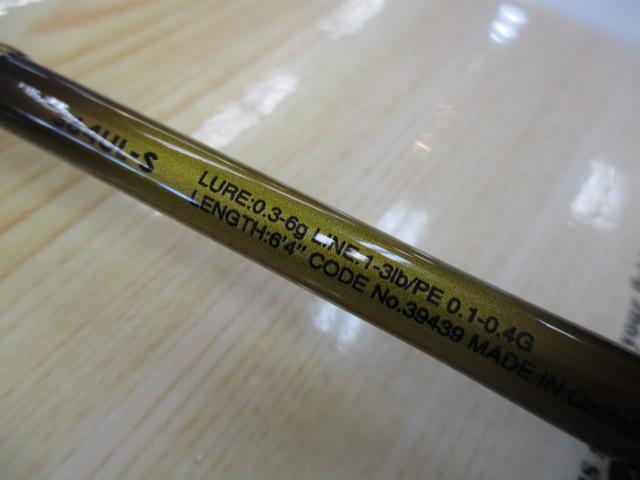 S64UL-S
LURE:0.3-6g LINE:1-3lb/PE 0.1-0.4G
LENGTH:6'4" CODE No.39439 MADE IN CHINA